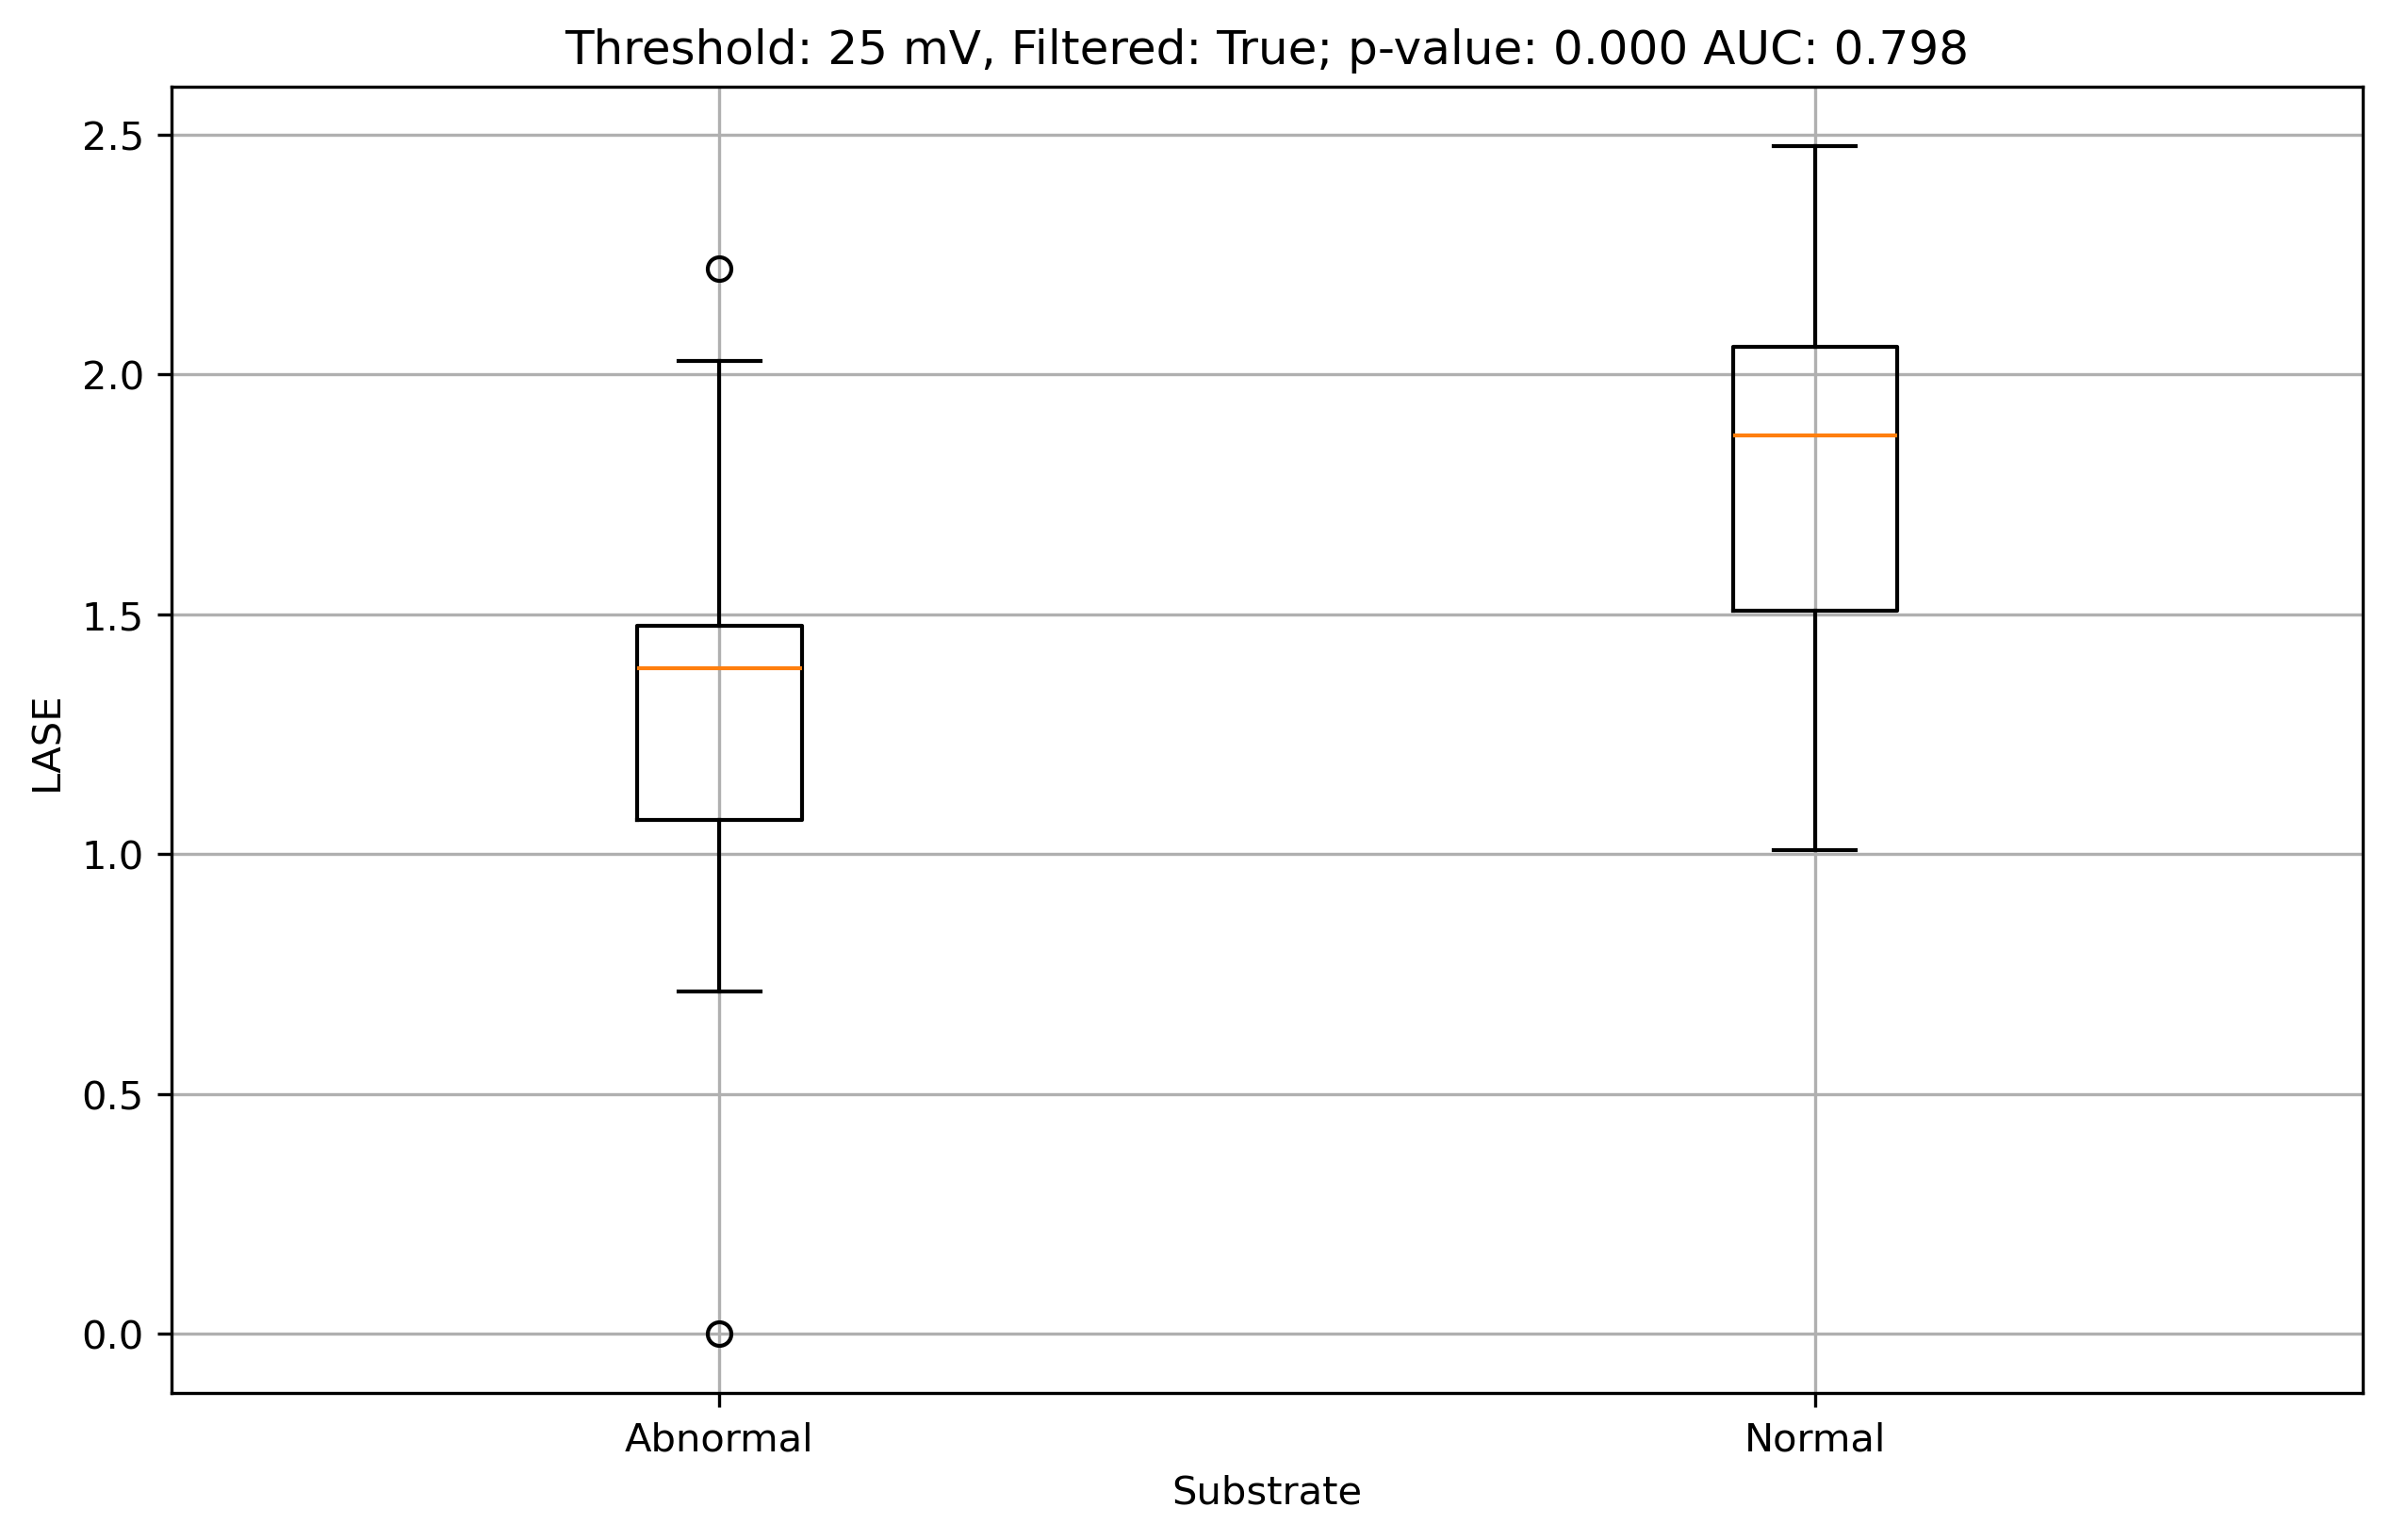 Threshold: 25 mV, Filtered: True; p-value: 0.000 AUC: 0.798
2.5
2.0
1.5
1.0
0.5
0.0
LASE
Abnormal
Normal
Substrate